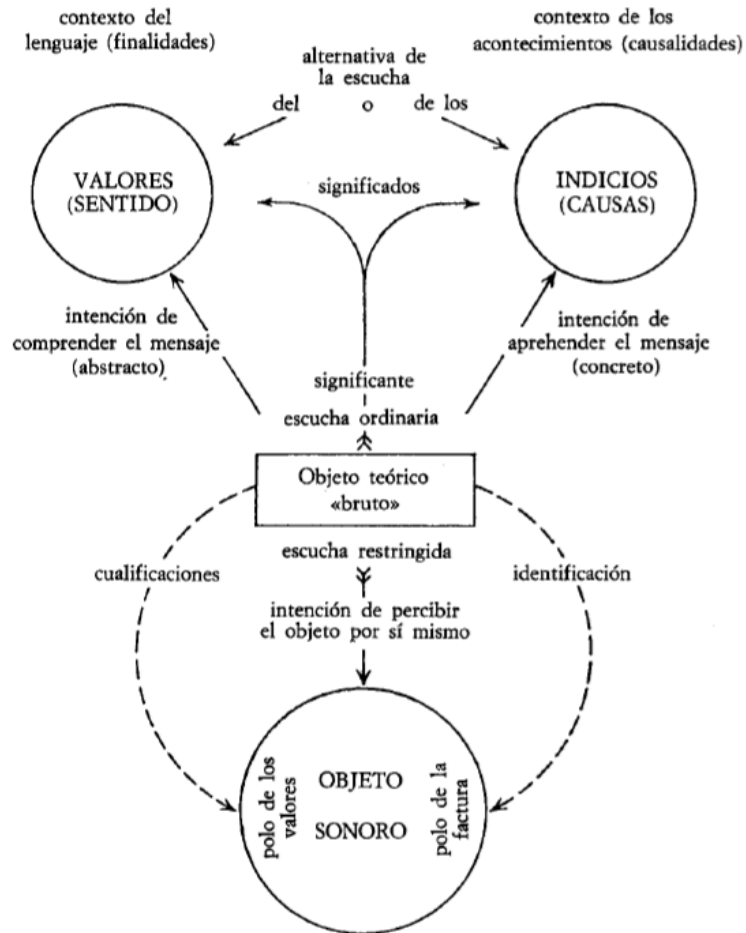 contexto del
lenguaje (finalidades)
contexto de los
acontecimientos (causalidades)
alternativa de
la escucha
del o de los
VALORES
(SENTIDO)
significados
INDICIOS
(CAUSAS)
intención de
comprender el mensaje
(abstracto)
intención de
aprehender el mensaje
(concreto)
significante
escucha ordinaria
Objeto teórico
«bruto»
escucha restringida
cualificaciones
identificación
intención de percibir
el objeto por sí mismo
polo de los
valores
OBJETO
SONORO
polo de la
factura